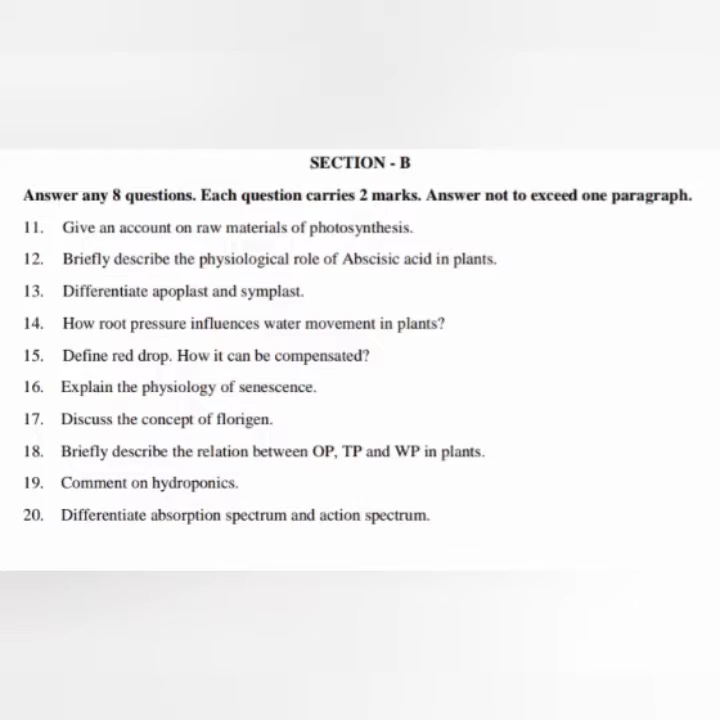 SECTION - B
Answer any 8 questions. Each question carries 2 marks. Answer not to exceed one paragraph.
11. Give an account on raw materials of photosynthesis.
12. Briefly describe the physiological role of Abscisic acid in plants.
13. Differentiate apoplast and symplast.
14. How root pressure influences water movement in plants?
15. Define red drop. How it can be compensated?
16. Explain the physiology of senescence.
17. Discuss the concept of florigen.
18. Briefly describe the relation between OP, TP and WP in plants.
19. Comment on hydroponics.
20. Differentiate absorption spectrum and action spectrum.